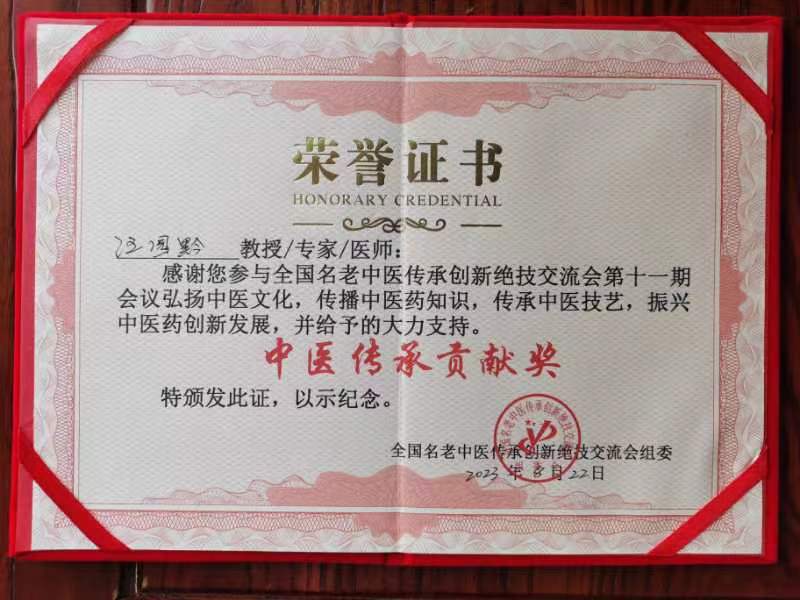 荣誉证书
HONORARY CREDENTIAL
汪国黔 教授/专家/医师：
感谢您参与全国名老中医传承创新绝技交流会第十一期
会议弘扬中医文化，传播中医药知识，传承中医技艺，振兴
中医药创新发展，并给予的大力支持。
中医传承贡献奖
特颁发此证，以示纪念。
全国名老中医传承创新绝技交流会组委
2023年8月22日